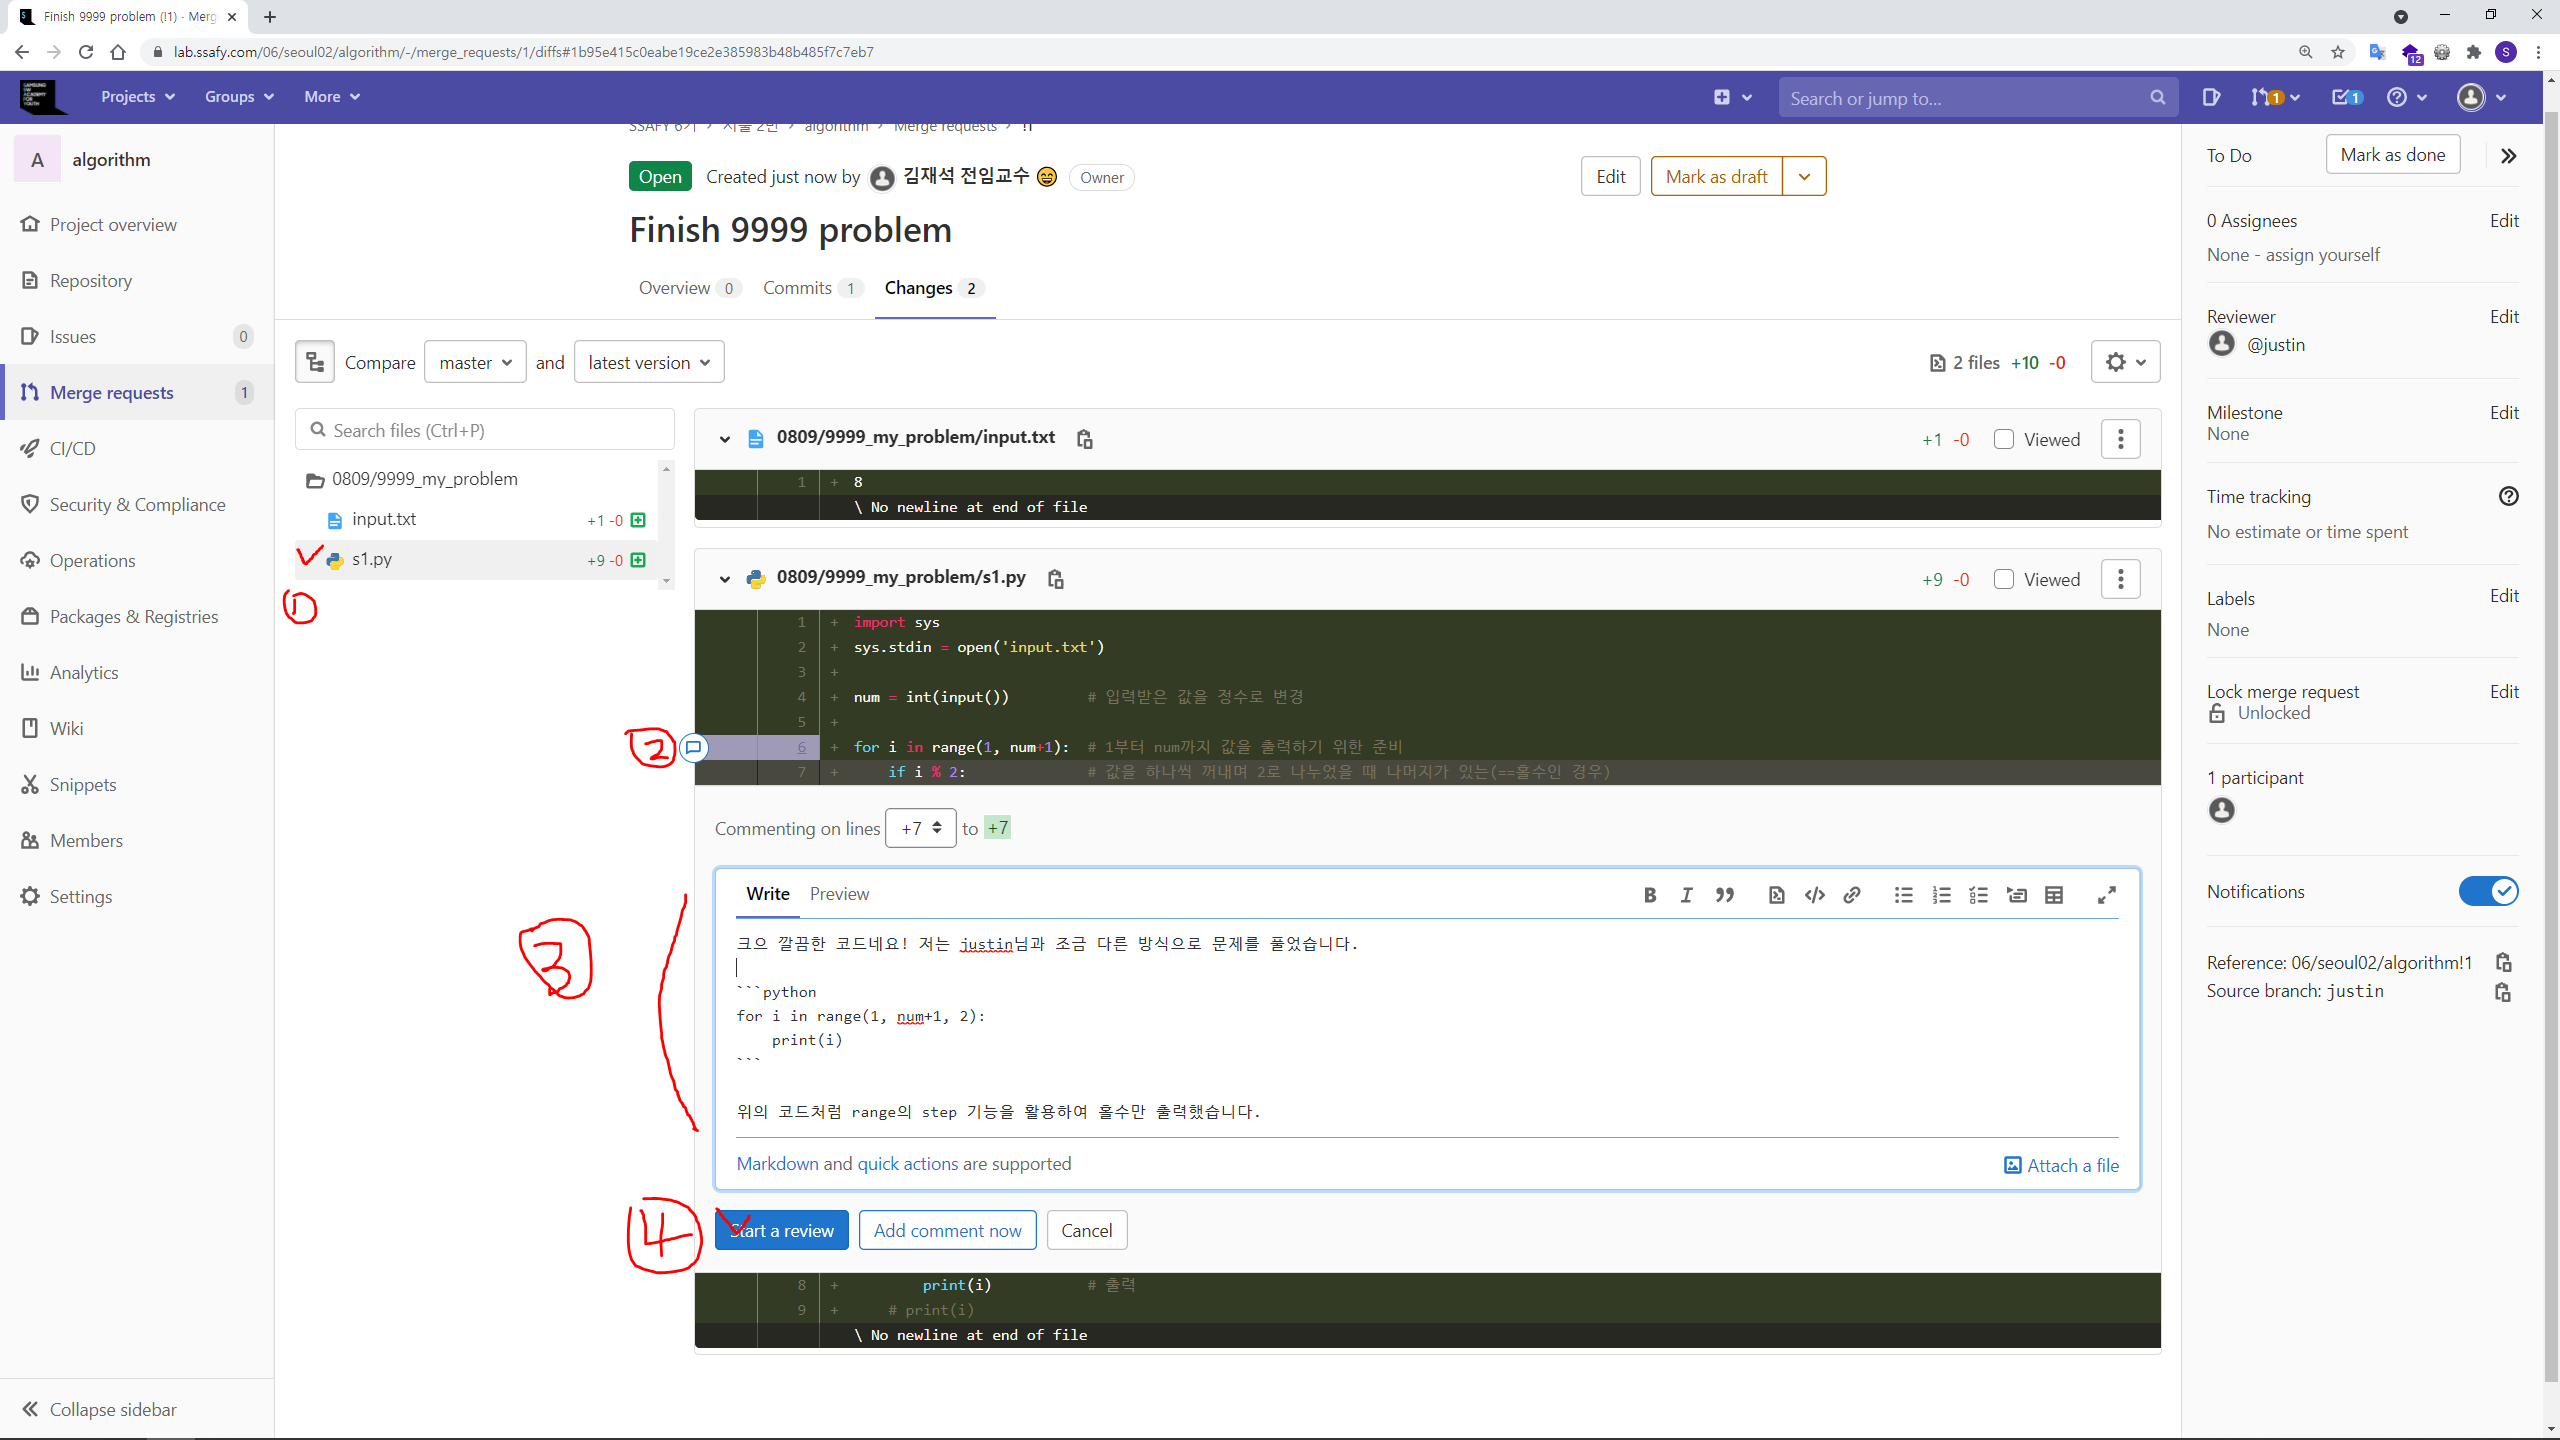 Finish 9999 problem (!1) · Merg
lab.ssafy.com/06/seoul02/algorithm/-/merge_requests/1/diffs#1b95e415c0eabe19ce2e385983b48b485f7c7eb7
S
12
SAMSUNG SW ACADEMY FOR YOUTH
Projects
Groups
More
Search or jump to...
1
1
SSAFY 6기 > 서울 2반 > algorithm > Merge requests > !1
A algorithm
Project overview
Repository
Issues 0
Merge requests 1
CI/CD
Security & Compliance
Operations
Packages & Registries
Analytics
Wiki
Snippets
Members
Settings
Collapse sidebar
Open Created just now by 김재석 전임교수 Owner
Edit
Mark as draft
Finish 9999 problem
Overview 0
Commits 1
Changes 2
Compare master and latest version
2 files +10 -0
Search files (Ctrl+P)
0809/9999_my_problem
input.txt +1 -0
s1.py +9 -0
①
0809/9999_my_problem/input.txt +1 -0 Viewed
1 + 8
\ No newline at end of file
0809/9999_my_problem/s1.py +9 -0 Viewed
1 + import sys
2 + sys.stdin = open('input.txt')
3 +
4 + num = int(input()) # 입력받은 값을 정수로 변경
5 +
②
6 + for i in range(1, num+1): # 1부터 num까지 값을 출력하기 위한 준비
7 + if i % 2: # 값을 하나씩 꺼내며 2로 나누었을 때 나머지가 있는(==홀수인 경우)
Commenting on lines +7 to +7
③
Write Preview
크으 깔끔한 코드네요! 저는 justin님과 조금 다른 방식으로 문제를 풀었습니다.
```python
for i in range(1, num+1, 2):
    print(i)
```
위의 코드처럼 range의 step 기능을 활용하여 홀수만 출력했습니다.
Markdown and quick actions are supported
Attach a file
④
Start a review
Add comment now
Cancel
8 + print(i) # 출력
9 + # print(i)
\ No newline at end of file
To Do
Mark as done
0 Assignees Edit
None - assign yourself
Reviewer Edit
@justin
Milestone Edit
None
Time tracking
No estimate or time spent
Labels Edit
None
Lock merge request Edit
Unlocked
1 participant
Notifications
Reference: 06/seoul02/algorithm!1
Source branch: justin